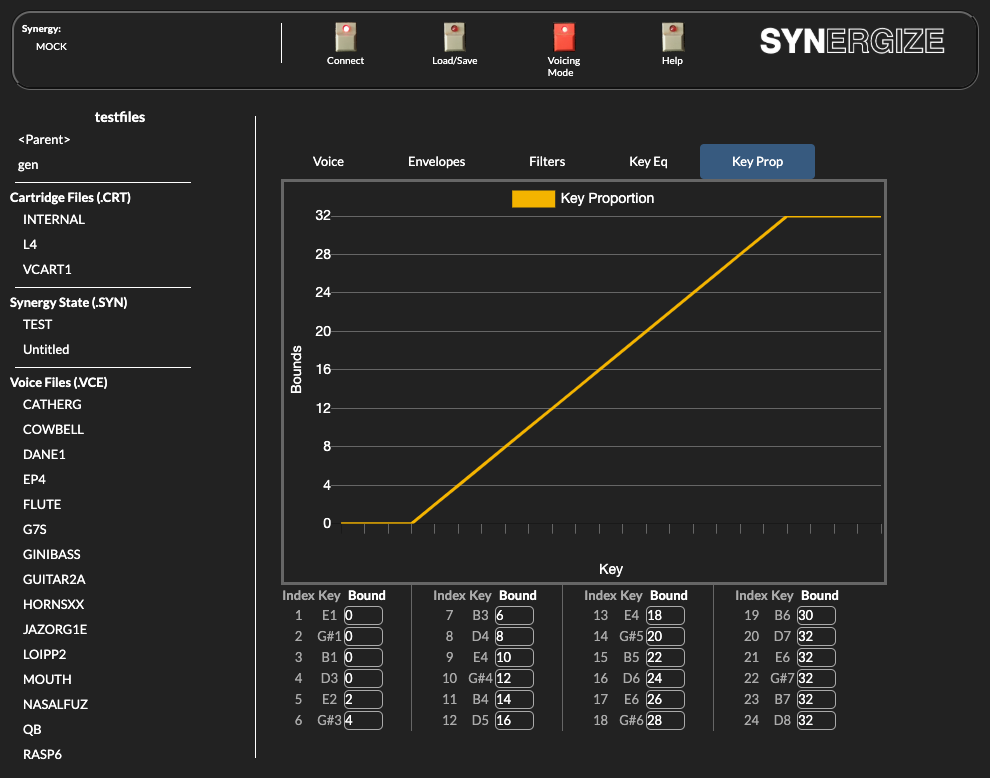 Synergy:
MOCK
Connect
Load/Save
Voicing
Mode
Help
SYNERGIZE
testfiles
<Parent>
gen
Cartridge Files (.CRT)
INTERNAL
L4
VCART1
Synergy State (.SYN)
TEST
Untitled
Voice Files (.VCE)
CATHERG
COWBELL
DANE1
EP4
FLUTE
G7S
GINIBASS
GUITAR2A
HORNSXX
JAZORG1E
LOIPP2
MOUTH
NASALFUZ
QB
RASP6
Voice Envelopes Filters Key Eq Key Prop
Key Proportion
32
28
24
20
16
12
8
4
0
Bounds
Key
Index Key Bound Index Key Bound Index Key Bound Index Key Bound
1 E1 0 7 B3 6 13 E4 18 19 B6 30
2 G#1 0 8 D4 8 14 G#5 20 20 D7 32
3 B1 0 9 E4 10 15 B5 22 21 E6 32
4 D3 0 10 G#4 12 16 D6 24 22 G#7 32
5 E2 2 11 B4 14 17 E6 26 23 B7 32
6 G#3 4 12 D5 16 18 G#6 28 24 D8 32